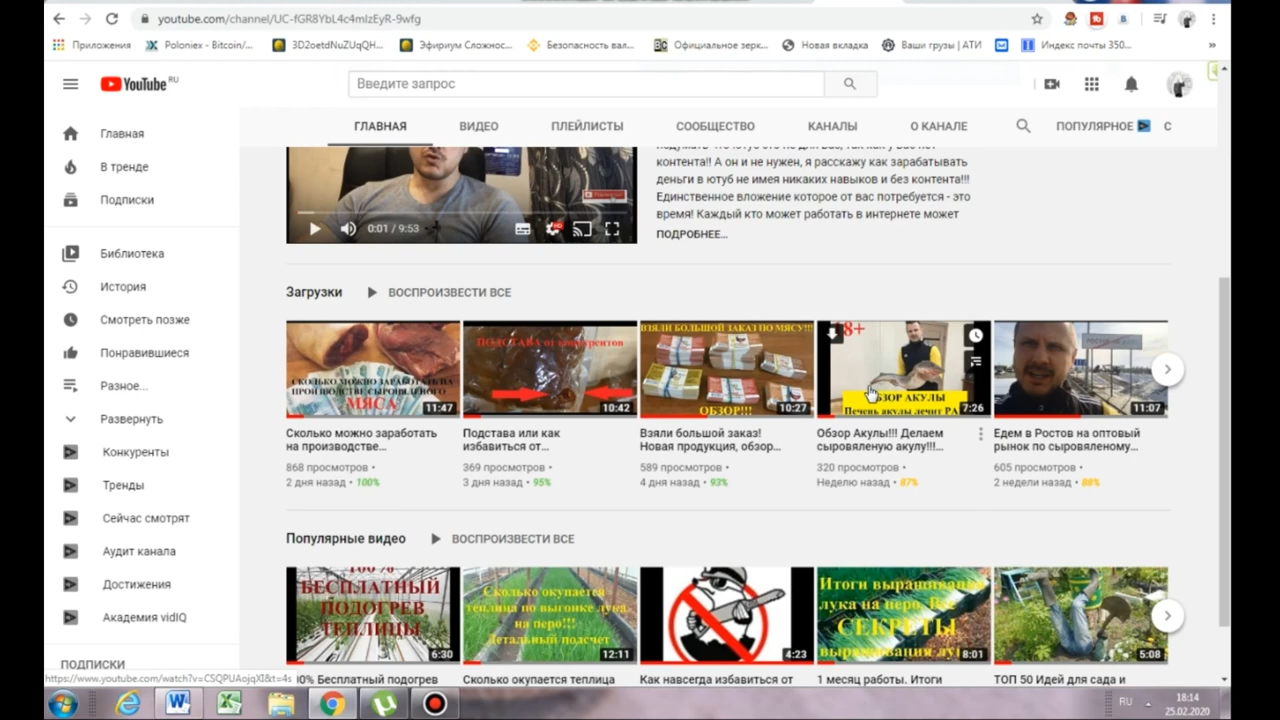 youtube.com/channel/UC-fGR8YbL4c4mIzEyR-9wfg
Приложения
Poloniex - Bitcoin/...
3D2oetdNuZUqQH...
Эфириум Сложнос...
Безопасность вал...
Официальное зерк...
Новая вкладка
Ваши грузы | АТИ
Индекс почты 350...
»
YouTube RU
Введите запрос
Главная
В тренде
Подписки
Библиотека
История
Смотреть позже
Понравившиеся
Разное...
Развернуть
Конкуренты
Тренды
Сейчас смотрят
Аудит канала
Достижения
Академия vidIQ
ПОДПИСКИ
ГЛАВНАЯ ВИДЕО ПЛЕЙЛИСТЫ СООБЩЕСТВО КАНАЛЫ О КАНАЛЕ ПОПУЛЯРНОЕ С
0:01 / 9:53
контента!! А он и не нужен, я расскажу как зарабатывать
деньги в ютуб не имея никаких навыков и без контента!!!
Единственное вложение которое от вас потребуется - это
время! Каждый кто может работать в интернете может
ПОДРОБНЕЕ...
Загрузки ВОСПРОИЗВЕСТИ ВСЕ
СКОЛЬКО МОЖНО ЗАРАБОТАТЬ НА
ПРОИЗВОДСТВЕ СЫРОВЯЛЕНОГО
МЯСА
11:47
Сколько можно заработать
на производстве...
868 просмотров •
2 дня назад • 100%
ПОДСТАВА от конкурентов
10:42
Подстава или как
избавиться от...
369 просмотров •
3 дня назад • 95%
ВЗЯЛИ БОЛЬШОЙ ЗАКАЗ ПО МЯСУ!!!
ОБЗОР!!!
10:27
Взяли большой заказ!
Новая продукция, обзор...
589 просмотров •
4 дня назад • 93%
18+
ОБЗОР АКУЛЫ
Печень акулы лечит РА
7:26
Обзор Акулы!!! Делаем
сыровяленую акулу!!!...
320 просмотров •
Неделю назад • 87%
11:07
Едем в Ростов на оптовый
рынок по сыровяленому...
605 просмотров •
2 недели назад • 88%
Популярные видео ВОСПРОИЗВЕСТИ ВСЕ
100%
БЕСПЛАТНЫЙ
ПОДОГРЕВ
ТЕПЛИЦЫ
6:30
Бесплатный подогрев
Сколько окупается
теплица по выгонке лука
на перо!!!
Детальный подсчет
12:11
Сколько окупается теплица
4:23
Как навсегда избавиться от
Итоги выращивания
лука на перо. Все
СЕКРЕТЫ
выращивания лука
8:01
1 месяц работы. Итоги
5:08
ТОП 50 Идей для сада и
https://www.youtube.com/watch?v=CSQPUAojqXI&t=4s
RU
18:14
25.02.2020